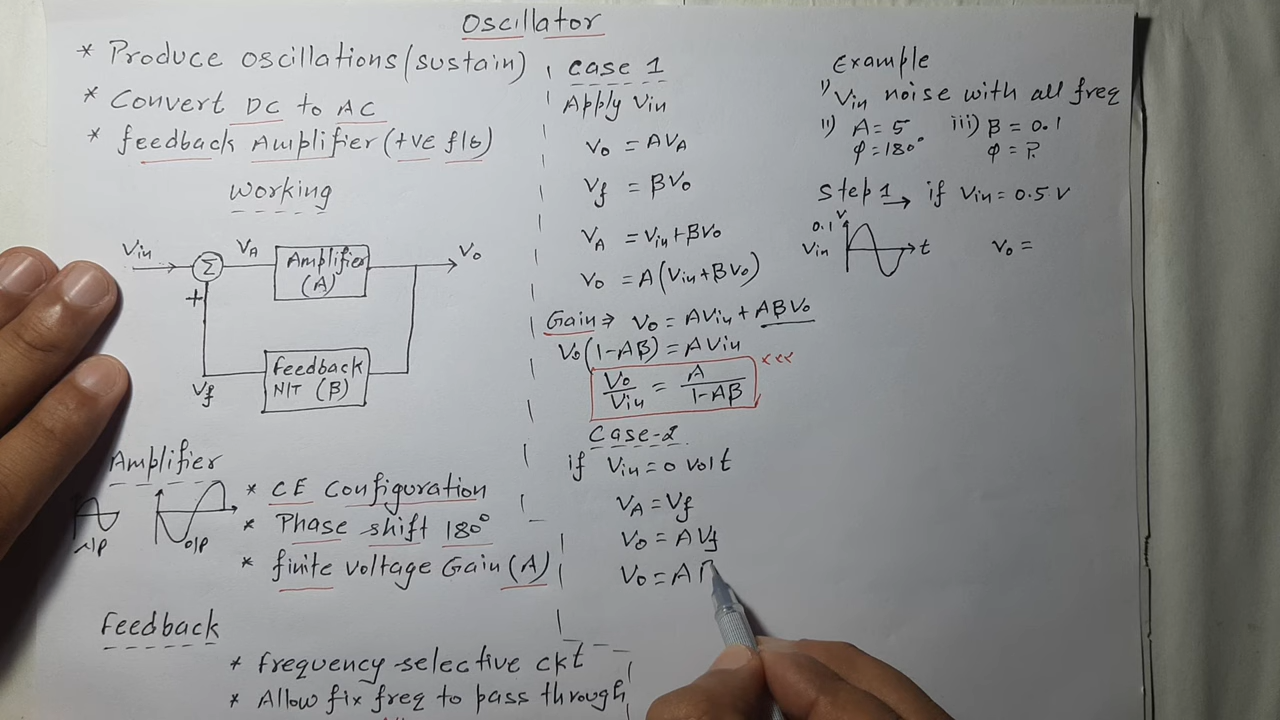 Oscillator
* Produce oscillations (sustain)
* Convert DC to AC
* feedback Amplifier (+ve f/b)
Working
Vin
Σ
+
VA
Amplifier
(A)
Vo
Feedback
N/T (β)
Vf
Amplifier
i/P
o/P
* CE Configuration
* Phase shift 180°
* finite voltage Gain (A)
Feedback
* frequency selective ckt
* Allow fix freq to pass through
Case 1
Apply Vin
Vo = AVA
Vf = βVo
VA = Vin + βVo
Vo = A(Vin + βVo)
Gain ⇒ Vo = AVin + ABVo
Vo(1-Aβ) = AVin
Vo/Vin = A/1-Aβ
Case-2
if Vin = 0 volt
VA = Vf
Vo = AVf
Vo = A
Example
i) Vin noise with all freq
ii) A = 5 iii) B = 0.1
φ = 180° φ = ?
Step 1 → if Vin = 0.5 V
0.1 V
Vin
t
Vo =